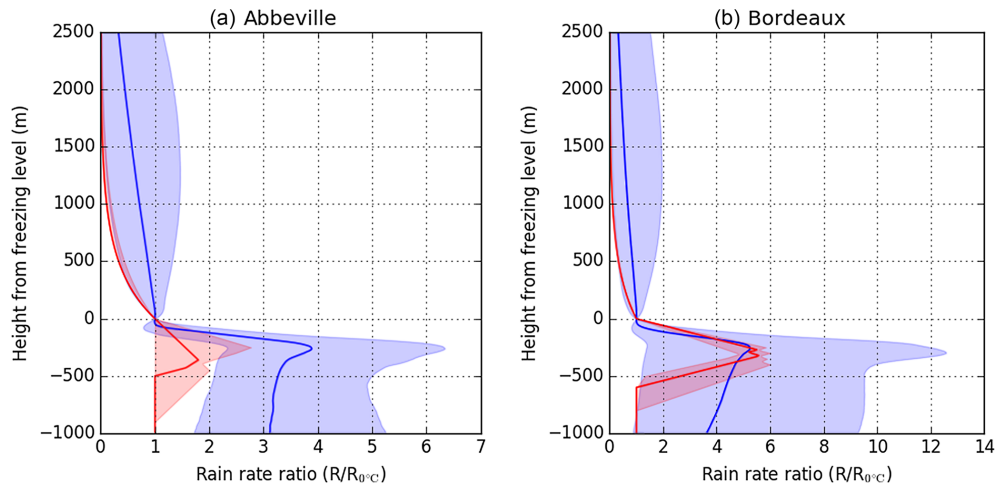 (a) Abbeville
2500
2000
1500
1000
500
0
−500
−1000
Height from freezing level (m)
0 1 2 3 4 5 6 7
Rain rate ratio (R/R0°C)
(b) Bordeaux
2500
2000
1500
1000
500
0
−500
−1000
Height from freezing level (m)
0 2 4 6 8 10 12 14
Rain rate ratio (R/R0°C)